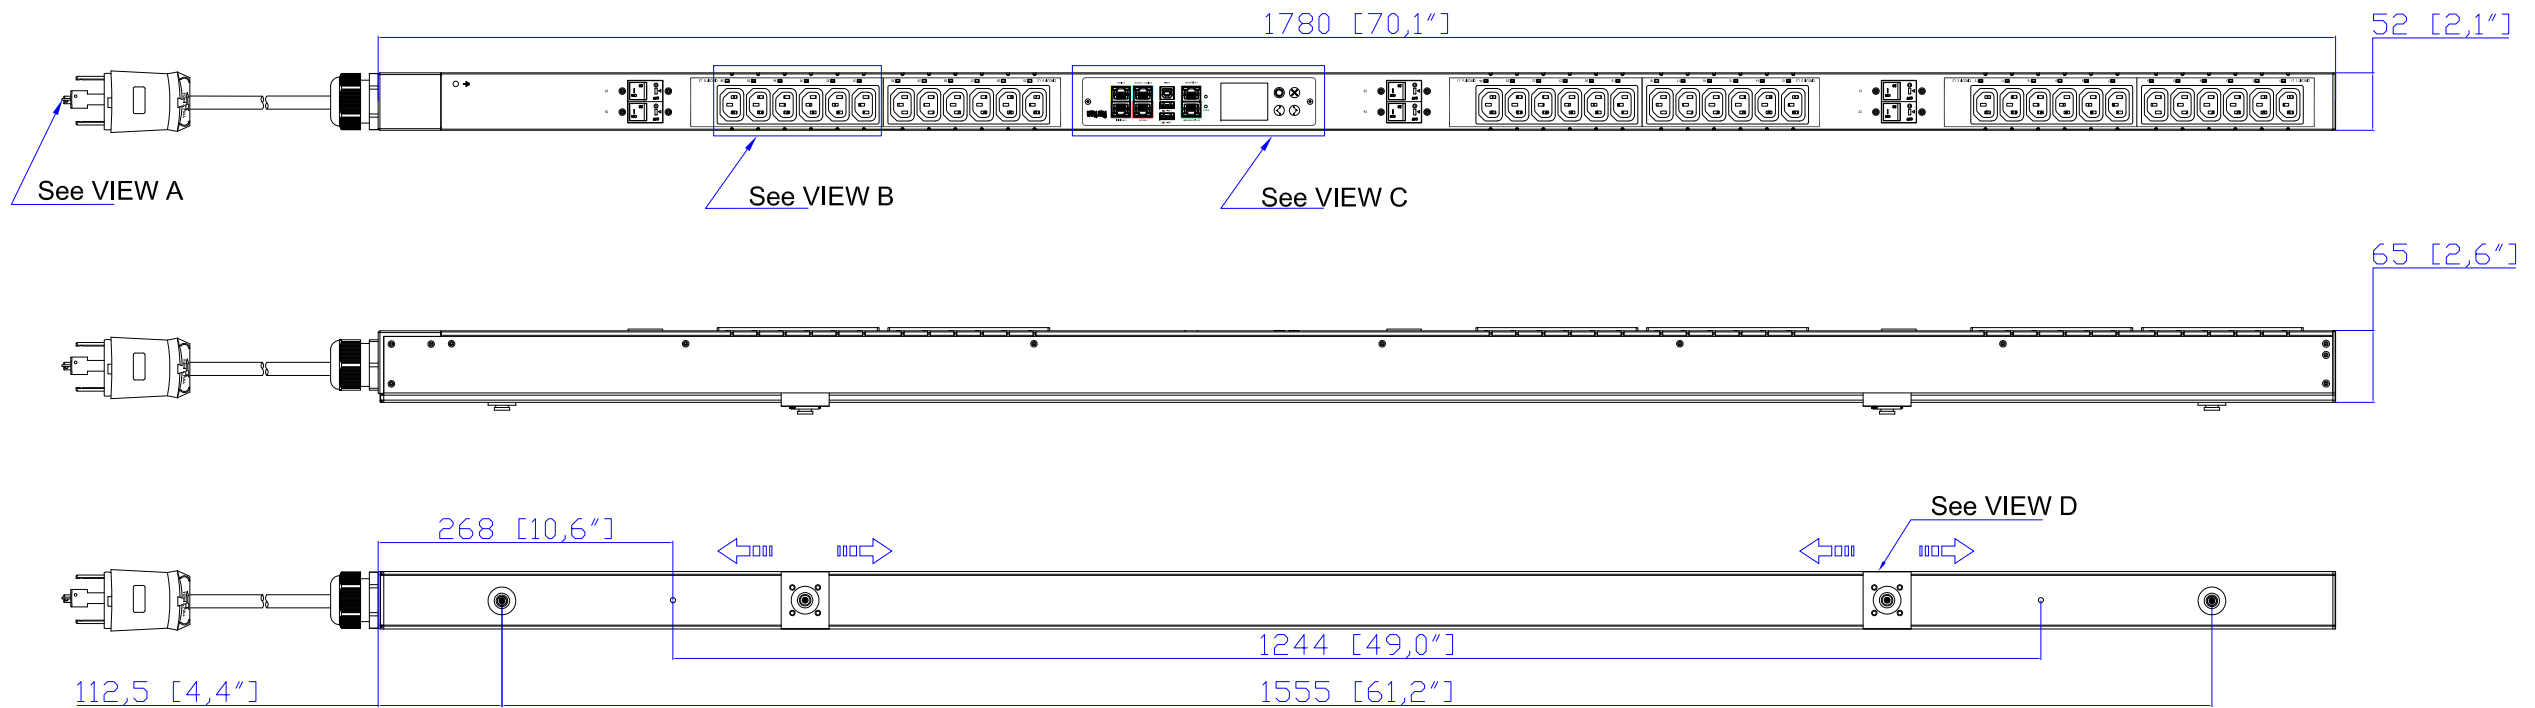 1780 [70,1"]
52 [2,1"]
See VIEW A
See VIEW B
See VIEW C
65 [2,6"]
See VIEW D
268 [10,6"]
1244 [49,0"]
112,5 [4,4"]
1555 [61,2"]